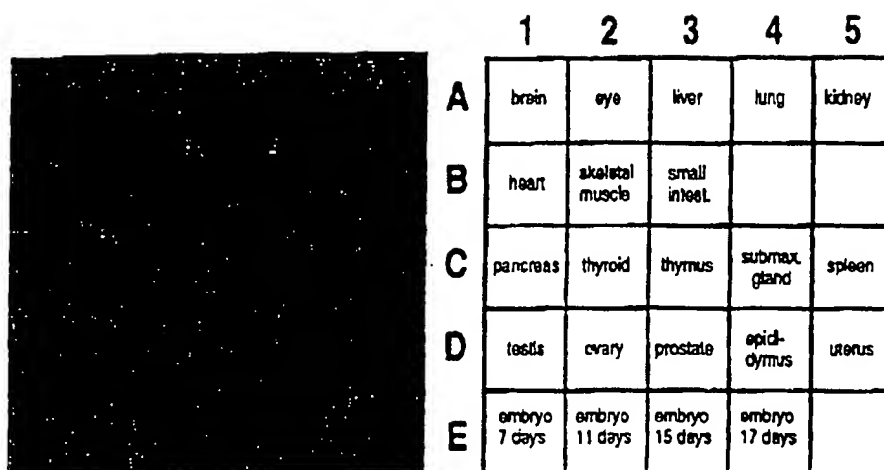 1 2 3 4 5
A brain eye liver lung kidney
B heart skeletal muscle small intest.
C pancreas thyroid thymus submax. gland spleen
D testis ovary prostate epidi-dymus uterus
E embryo 7 days embryo 11 days embryo 15 days embryo 17 days